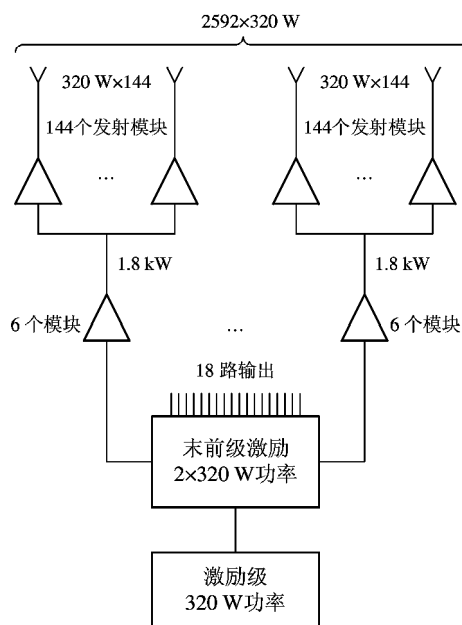 2592×320 W
320 W×144
320 W×144
144个发射模块
144个发射模块
...
...
1.8 kW
1.8 kW
6 个模块
...
6 个模块
18 路输出
末前级激励
2×320 W功率
激励级
320 W功率